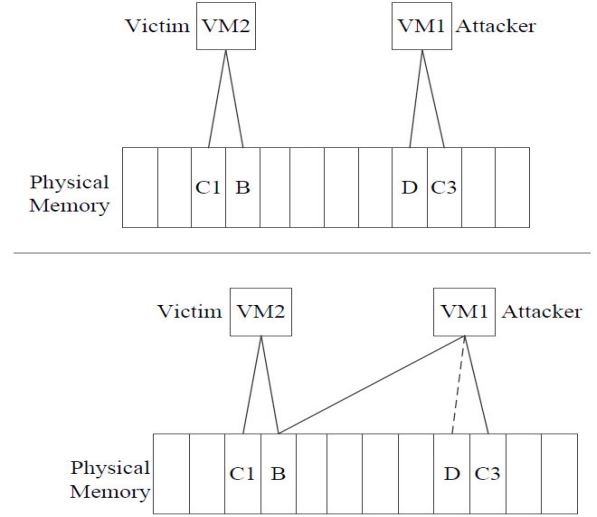 Victim VM2 VM1 Attacker
Physical
Memory
C1 B D C3
Victim VM2 VM1 Attacker
Physical
Memory
C1 B D C3